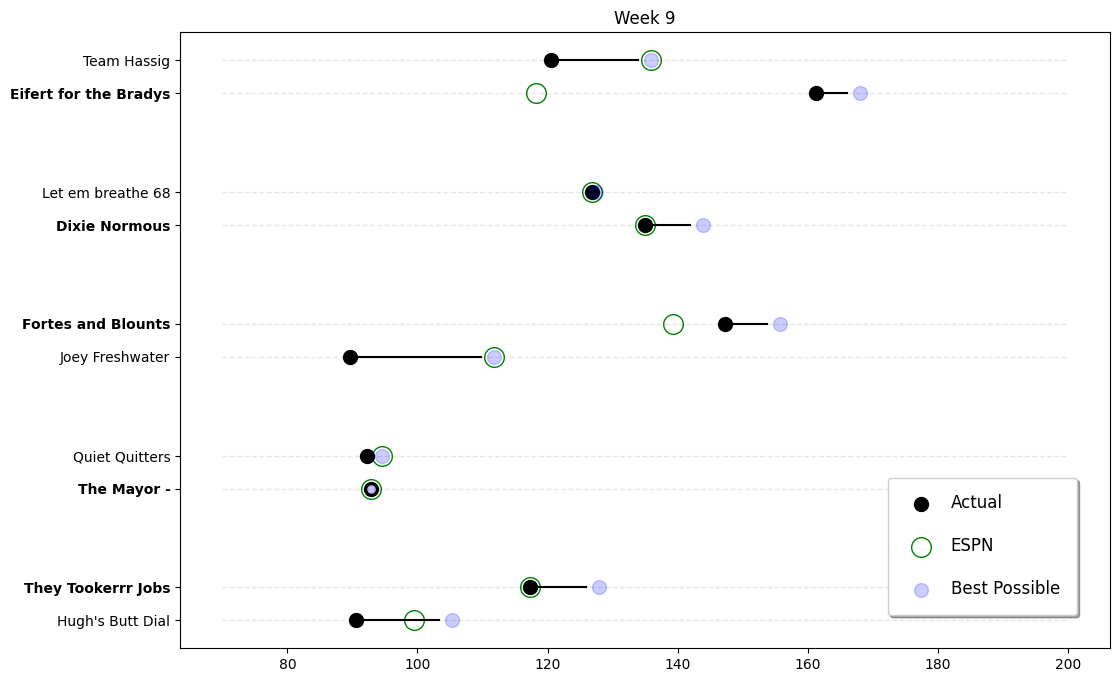 Week 9
Team Hassig
Eifert for the Bradys
Let em breathe 68
Dixie Normous
Fortes and Blounts
Joey Freshwater
Quiet Quitters
The Mayor -
They Tookerrr Jobs
Hugh's Butt Dial
Actual
ESPN
Best Possible
80 100 120 140 160 180 200